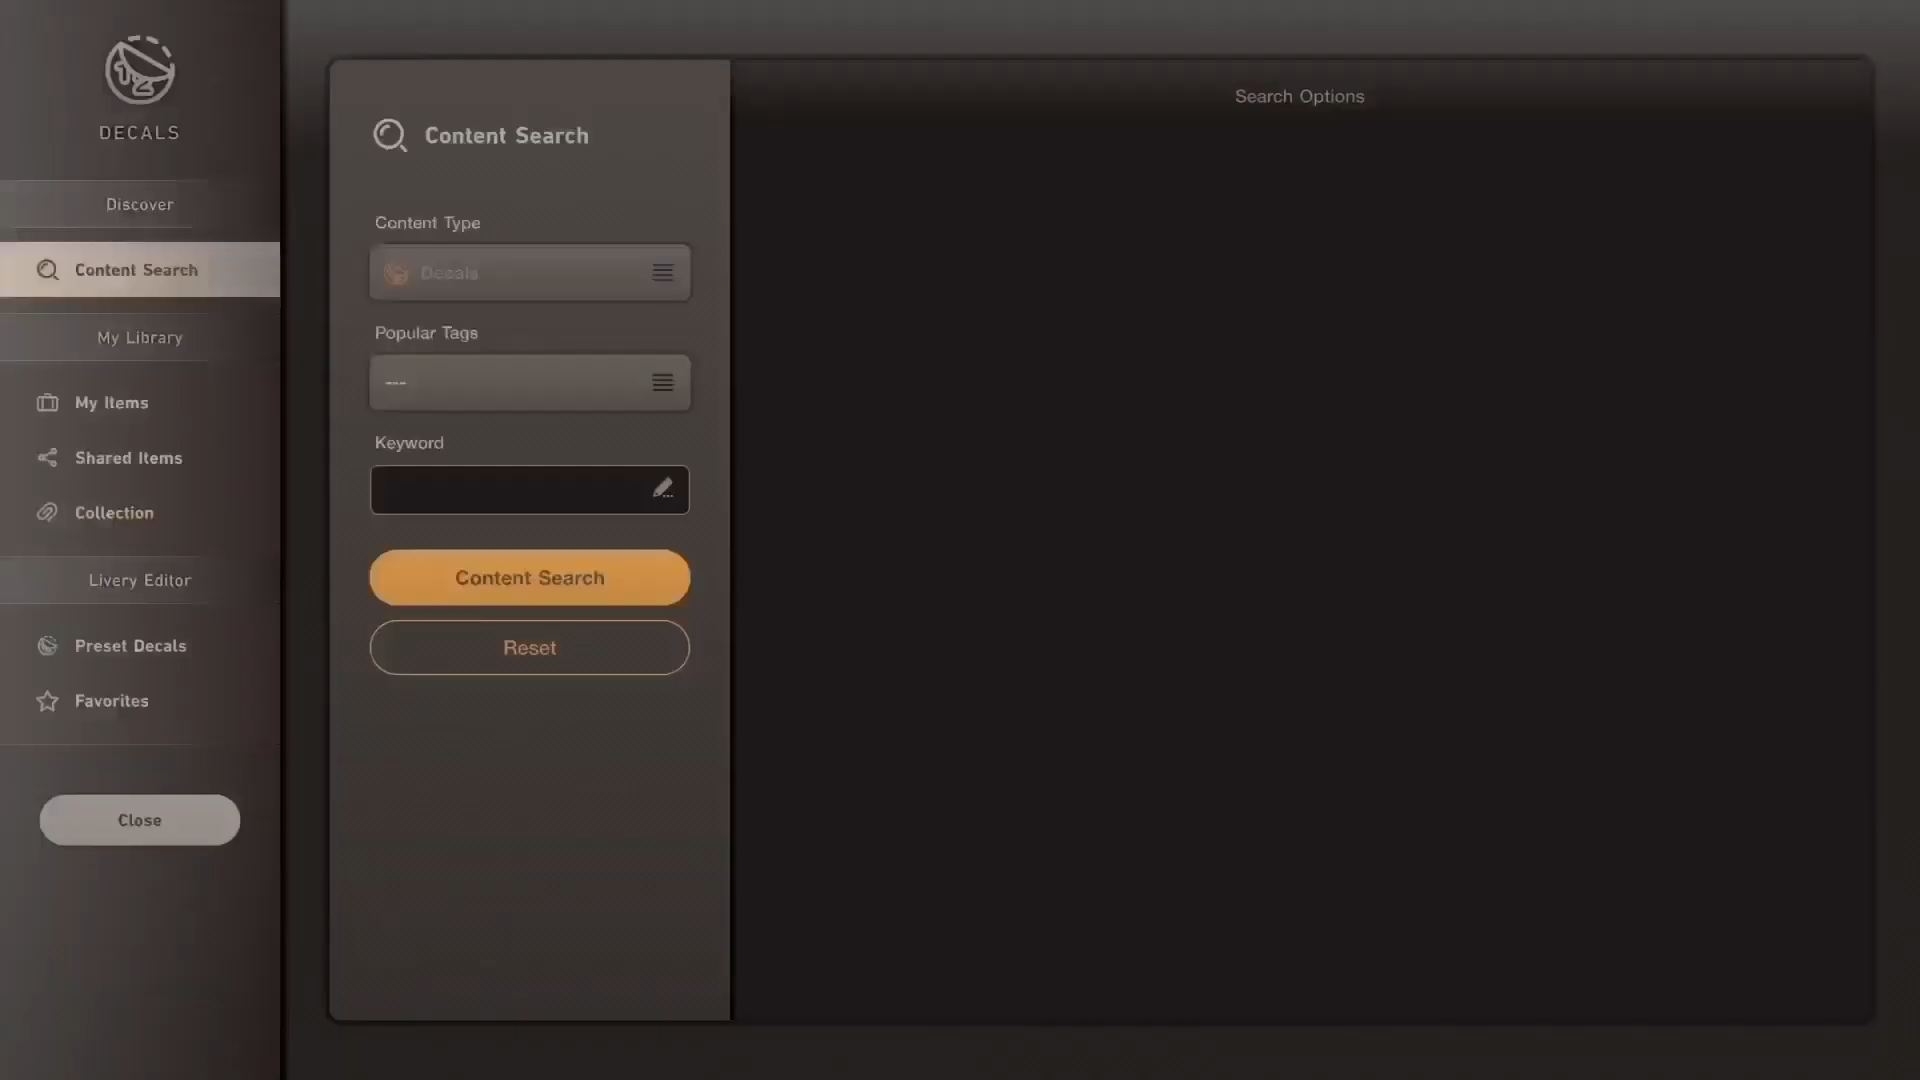 DECALS
Discover
Content Search
My Library
My Items
Shared Items
Collection
Livery Editor
Preset Decals
Favorites
Close
Content Search
Content Type
Decals
Popular Tags
---
Keyword
Content Search
Reset
Search Options